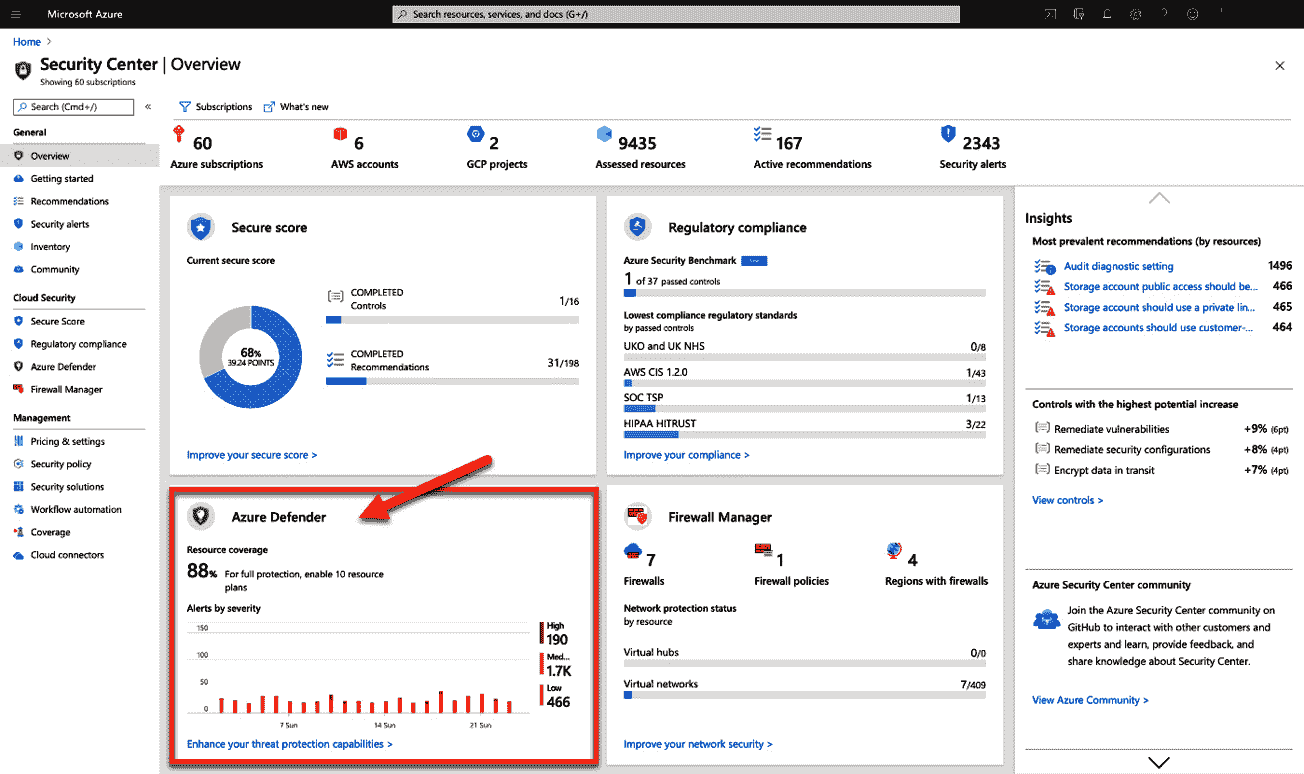 Microsoft Azure
Search resources, services, and docs (G+/)
Home >
Security Center | Overview
Showing 60 subscriptions
Search (Cmd+/)
«
Subscriptions
What's new
General
Overview
Getting started
Recommendations
Security alerts
Inventory
Community
Cloud Security
Secure Score
Regulatory compliance
Azure Defender
Firewall Manager
Management
Pricing & settings
Security policy
Security solutions
Workflow automation
Coverage
Cloud connectors
60
Azure subscriptions
6
AWS accounts
2
GCP projects
9435
Assessed resources
167
Active recommendations
2343
Security alerts
Secure score
Current secure score
68%
39.24 POINTS
COMPLETED
Controls
1/16
COMPLETED
Recommendations
31/198
Improve your secure score >
Regulatory compliance
Azure Security Benchmark
1 of 37 passed controls
Lowest compliance regulatory standards
by passed controls
UKO and UK NHS 0/8
AWS CIS 1.2.0 1/43
SOC TSP 1/13
HIPAA HITRUST 3/22
Improve your compliance >
Azure Defender
Resource coverage
88% For full protection, enable 10 resource
plans
Alerts by severity
150
100
50
0
7 Sun
14 Sun
21 Sun
High
190
Med...
1.7K
Low
466
Enhance your threat protection capabilities >
Firewall Manager
7
Firewalls
1
Firewall policies
4
Regions with firewalls
Network protection status
by resource
Virtual hubs 0/0
Virtual networks 7/409
Improve your network security >
Insights
Most prevalent recommendations (by resources)
Audit diagnostic setting 1496
Storage account public access should be... 466
Storage account should use a private lin... 465
Storage accounts should use customer-... 464
Controls with the highest potential increase
Remediate vulnerabilities +9% (6pt)
Remediate security configurations +8% (4pt)
Encrypt data in transit +7% (4pt)
View controls >
Azure Security Center community
Join the Azure Security Center community on
GitHub to interact with other customers and
experts and learn, provide feedback, and
share knowledge about Security Center.
View Azure Community >